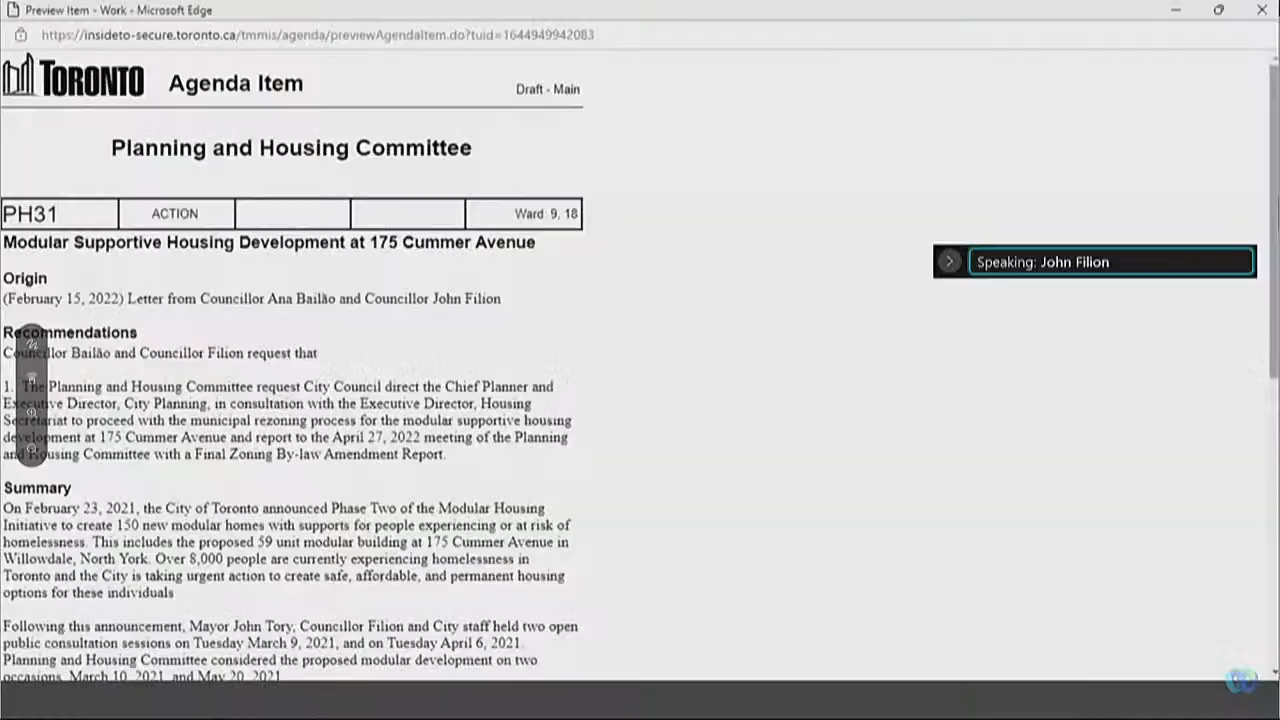 Preview Item - Work - Microsoft Edge
https://insideto-secure.toronto.ca/tmmis/agenda/previewAgendaItem.do?tuid=1644949942083
TORONTO Agenda Item Draft - Main
Planning and Housing Committee
PH31 ACTION Ward: 9, 18
Modular Supportive Housing Development at 175 Cummer Avenue
Speaking: John Filion
Origin
(February 15, 2022) Letter from Councillor Ana Bailão and Councillor John Filion
Recommendations
Councillor Bailão and Councillor Filion request that
1. The Planning and Housing Committee request City Council direct the Chief Planner and
Executive Director, City Planning, in consultation with the Executive Director, Housing
Secretariat to proceed with the municipal rezoning process for the modular supportive housing
development at 175 Cummer Avenue and report to the April 27, 2022 meeting of the Planning
and Housing Committee with a Final Zoning By-law Amendment Report.
Summary
On February 23, 2021, the City of Toronto announced Phase Two of the Modular Housing
Initiative to create 150 new modular homes with supports for people experiencing or at risk of
homelessness. This includes the proposed 59 unit modular building at 175 Cummer Avenue in
Willowdale, North York. Over 8,000 people are currently experiencing homelessness in
Toronto and the City is taking urgent action to create safe, affordable, and permanent housing
options for these individuals
Following this announcement, Mayor John Tory, Councillor Filion and City staff held two open
public consultation sessions on Tuesday March 9, 2021, and on Tuesday April 6, 2021.
Planning and Housing Committee considered the proposed modular development on two
occasions, March 10, 2021, and May 20, 2021